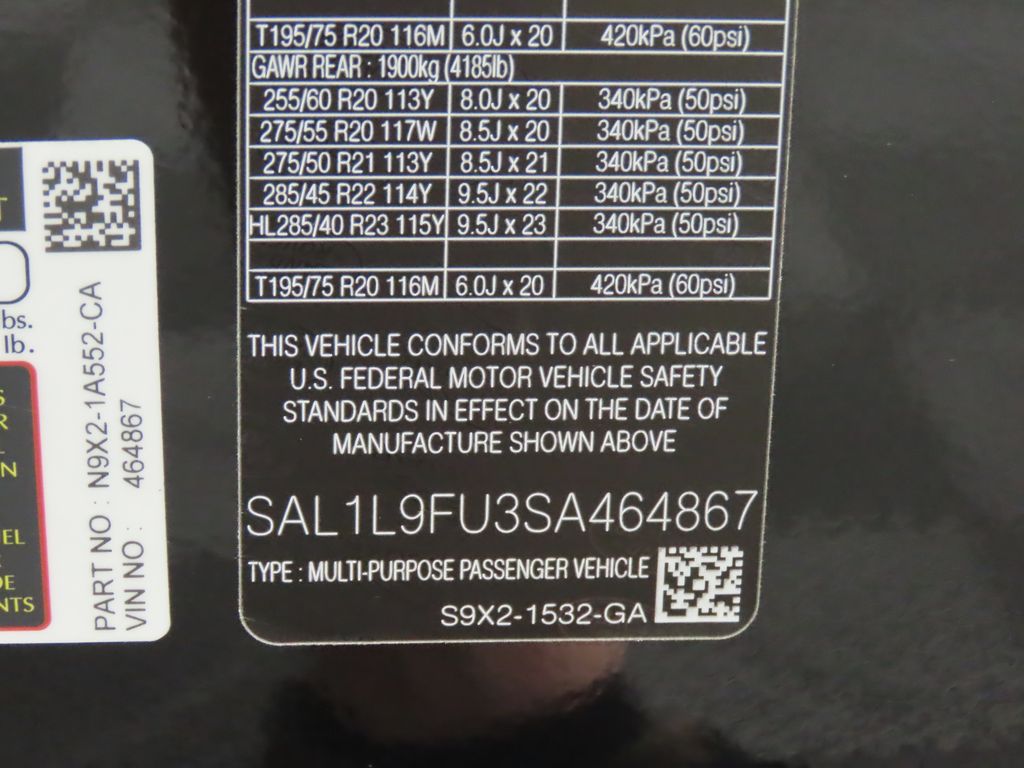 T195/75 R20 116M 6.0J x 20 420kPa (60psi)
GAWR REAR : 1900kg (4185lb)
255/60 R20 113Y 8.0J x 20 340kPa (50psi)
275/55 R20 117W 8.5J x 20 340kPa (50psi)
275/50 R21 113Y 8.5J x 21 340kPa (50psi)
285/45 R22 114Y 9.5J x 22 340kPa (50psi)
HL285/40 R23 115Y 9.5J x 23 340kPa (50psi)
T195/75 R20 116M 6.0J x 20 420kPa (60psi)
THIS VEHICLE CONFORMS TO ALL APPLICABLE
U.S. FEDERAL MOTOR VEHICLE SAFETY
STANDARDS IN EFFECT ON THE DATE OF
MANUFACTURE SHOWN ABOVE
SAL1L9FU3SA464867
TYPE : MULTI-PURPOSE PASSENGER VEHICLE
S9X2-1532-GA
PART NO : N9X2-1A552-CA
VIN NO : 464867
lb.